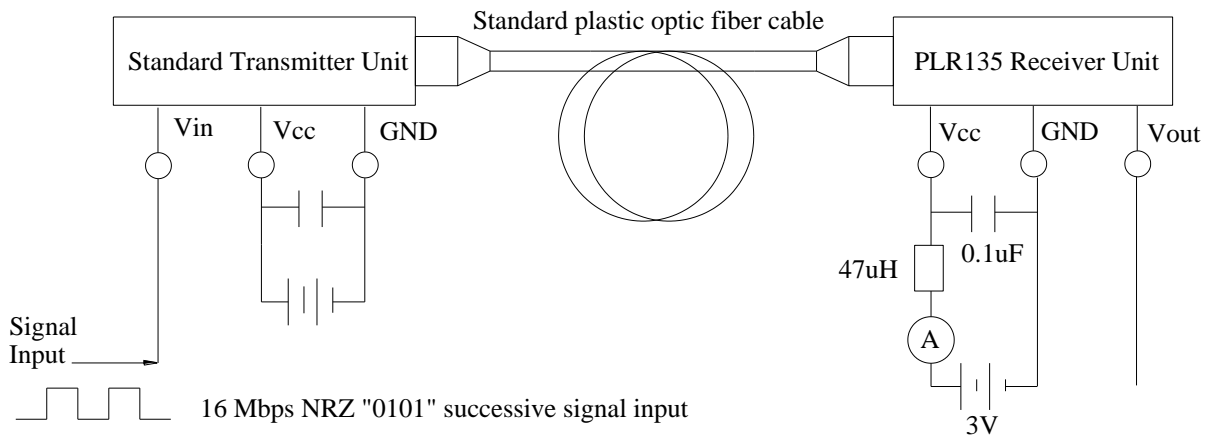 Standard plastic optic fiber cable
Standard Transmitter Unit
PLR135 Receiver Unit
Vin
Vcc
GND
Vcc
GND
Vout
0.1uF
47uH
A
Signal
Input
16 Mbps NRZ "0101" successive signal input
3V